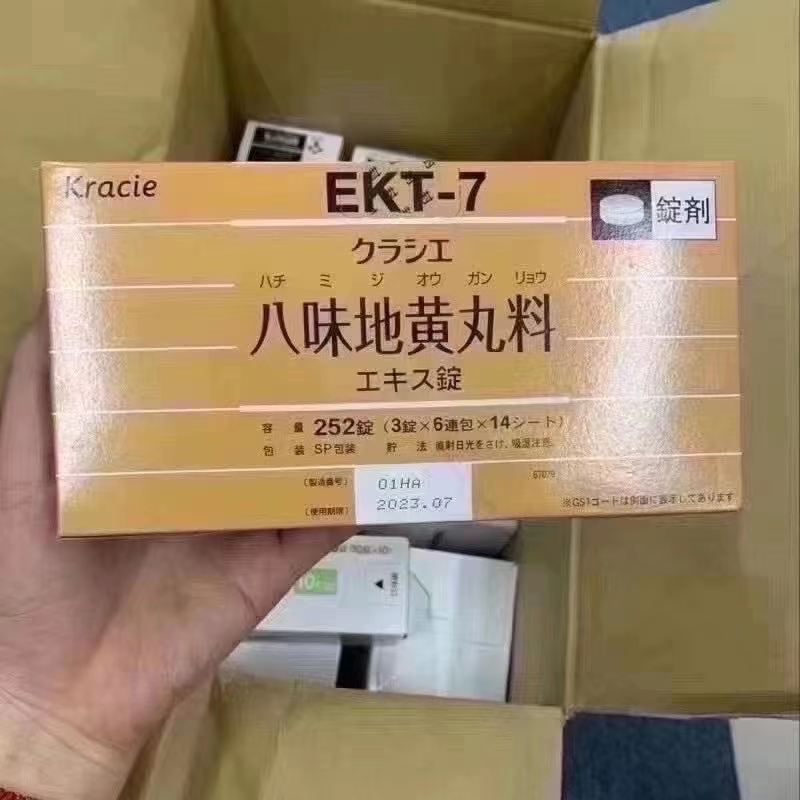 Kracie
EKT-7
錠剤
クラシエ
ハチ ミ ジ オウ ガン リョウ
八味地黄丸料
エキス錠
容量 252錠(3錠×6連包×14シート)
包装 SP包装 貯法 直射日光をさけ、吸湿注意。
67079
(製造番号) 01HA
(使用期限) 2023.07
※GS1コードは側面に表示してあります